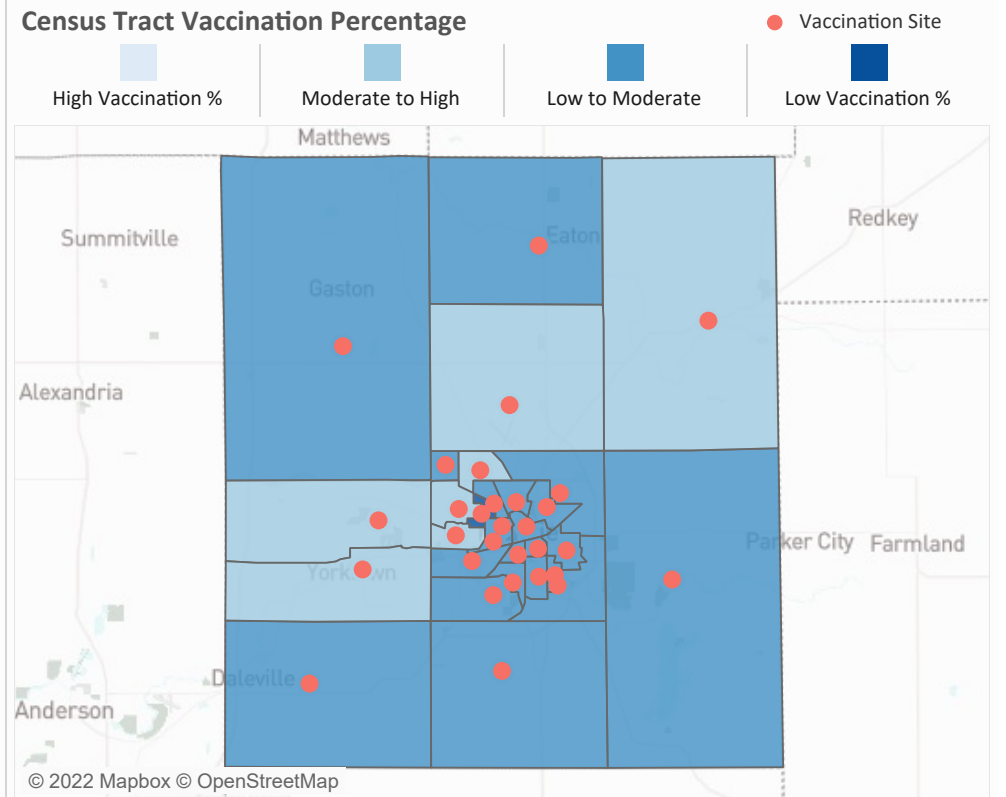 Census Tract Vaccination Percentage
Vaccination Site
High Vaccination %
Moderate to High
Low to Moderate
Low Vaccination %
Matthews
Redkey
Summitville
Eaton
Gaston
Alexandria
Parker City
Farmland
Yorktown
Daleville
Anderson
© 2022 Mapbox © OpenStreetMap